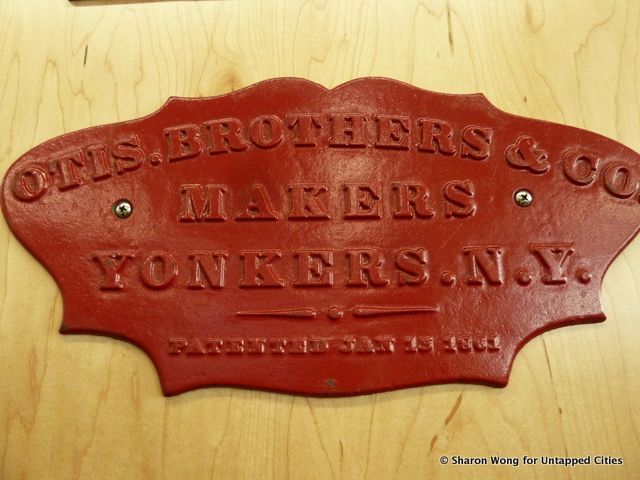 OTIS. BROTHERS & CO
MAKERS
YONKERS. N. Y.
PATENTED JAN 15 1861
© Sharon Wong for Untapped Cities